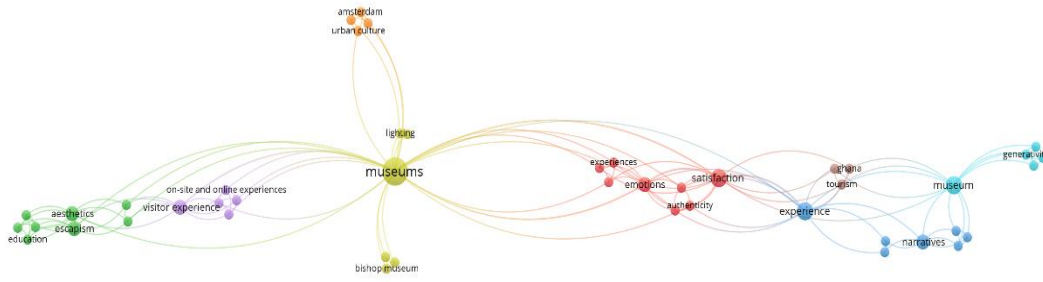 amsterdam
urban culture
lighting
museums
on-site and online experiences
visitor experience
aesthetics
escapism
education
bishop museum
experiences
emotions
satisfaction
authenticity
ghana
tourism
experience
museum
narratives
generativit